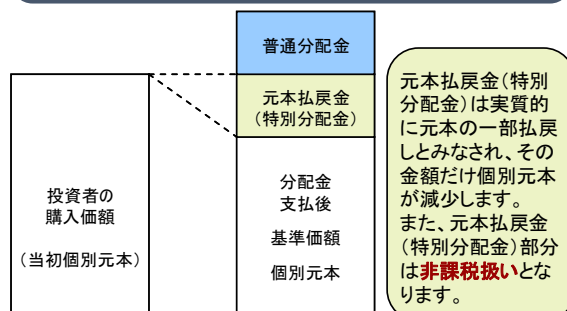 普通分配金
元本払戻金
（特別分配金）
投資者の
購入価額
（当初個別元本）
分配金
支払後
基準価額
個別元本
元本払戻金（特別
分配金）は実質的
に元本の一部払戻
しとみなされ、その
金額だけ個別元本
が減少します。
また、元本払戻金
（特別分配金）部分
は非課税扱いとな
ります。